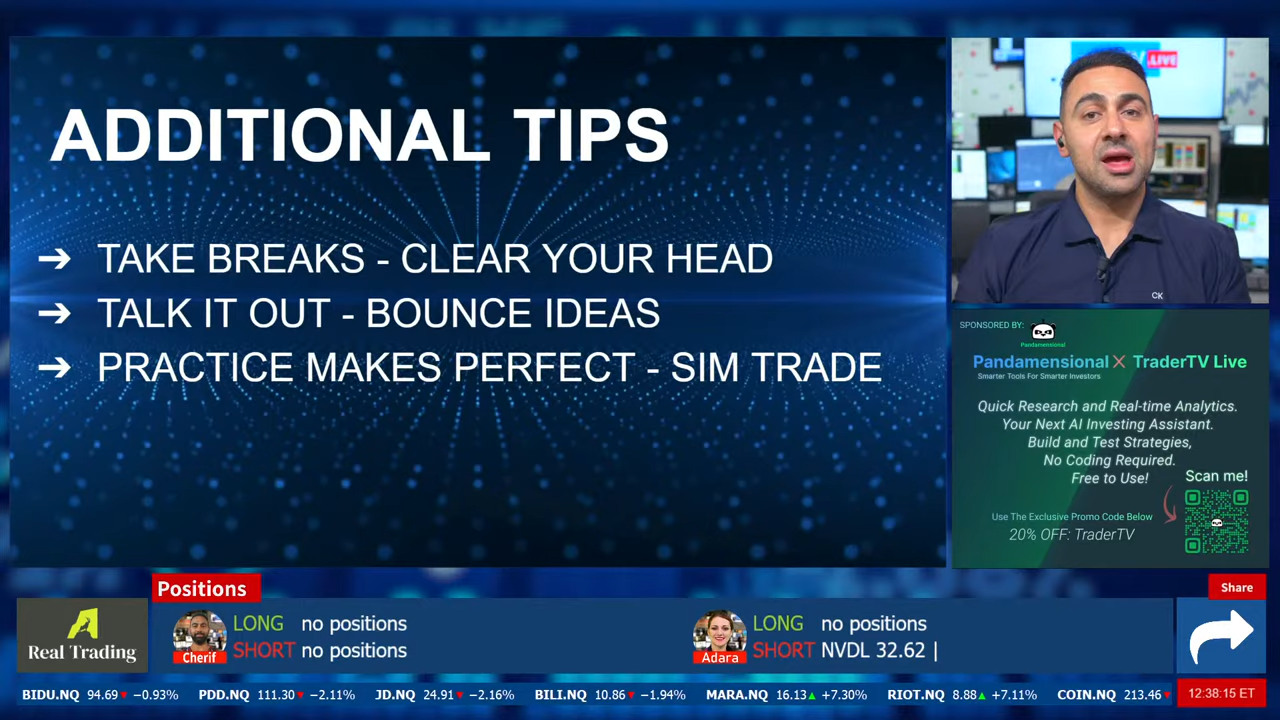 ADDITIONAL TIPS
➔ TAKE BREAKS - CLEAR YOUR HEAD
➔ TALK IT OUT - BOUNCE IDEAS
➔ PRACTICE MAKES PERFECT - SIM TRADE
LIVE
CK
SPONSORED BY:
Pandamensional
Pandamensional X TraderTV Live
Smarter Tools For Smarter Investors
Quick Research and Real-time Analytics.
Your Next AI Investing Assistant.
Build and Test Strategies,
No Coding Required.
Free to Use!
Scan me!
Use The Exclusive Promo Code Below
20% OFF: TraderTV
Positions
Share
Real Trading
Cherif
LONG no positions
SHORT no positions
Adara
LONG no positions
SHORT NVDL 32.62 |
BIDU.NQ 94.69▼ -0.93% PDD.NQ 111.30▼ -2.11% JD.NQ 24.91▼ -2.16% BILI.NQ 10.86▼ -1.94% MARA.NQ 16.13▲ +7.30% RIOT.NQ 8.88▲ +7.11% COIN.NQ 213.46▼
12:38:15 ET